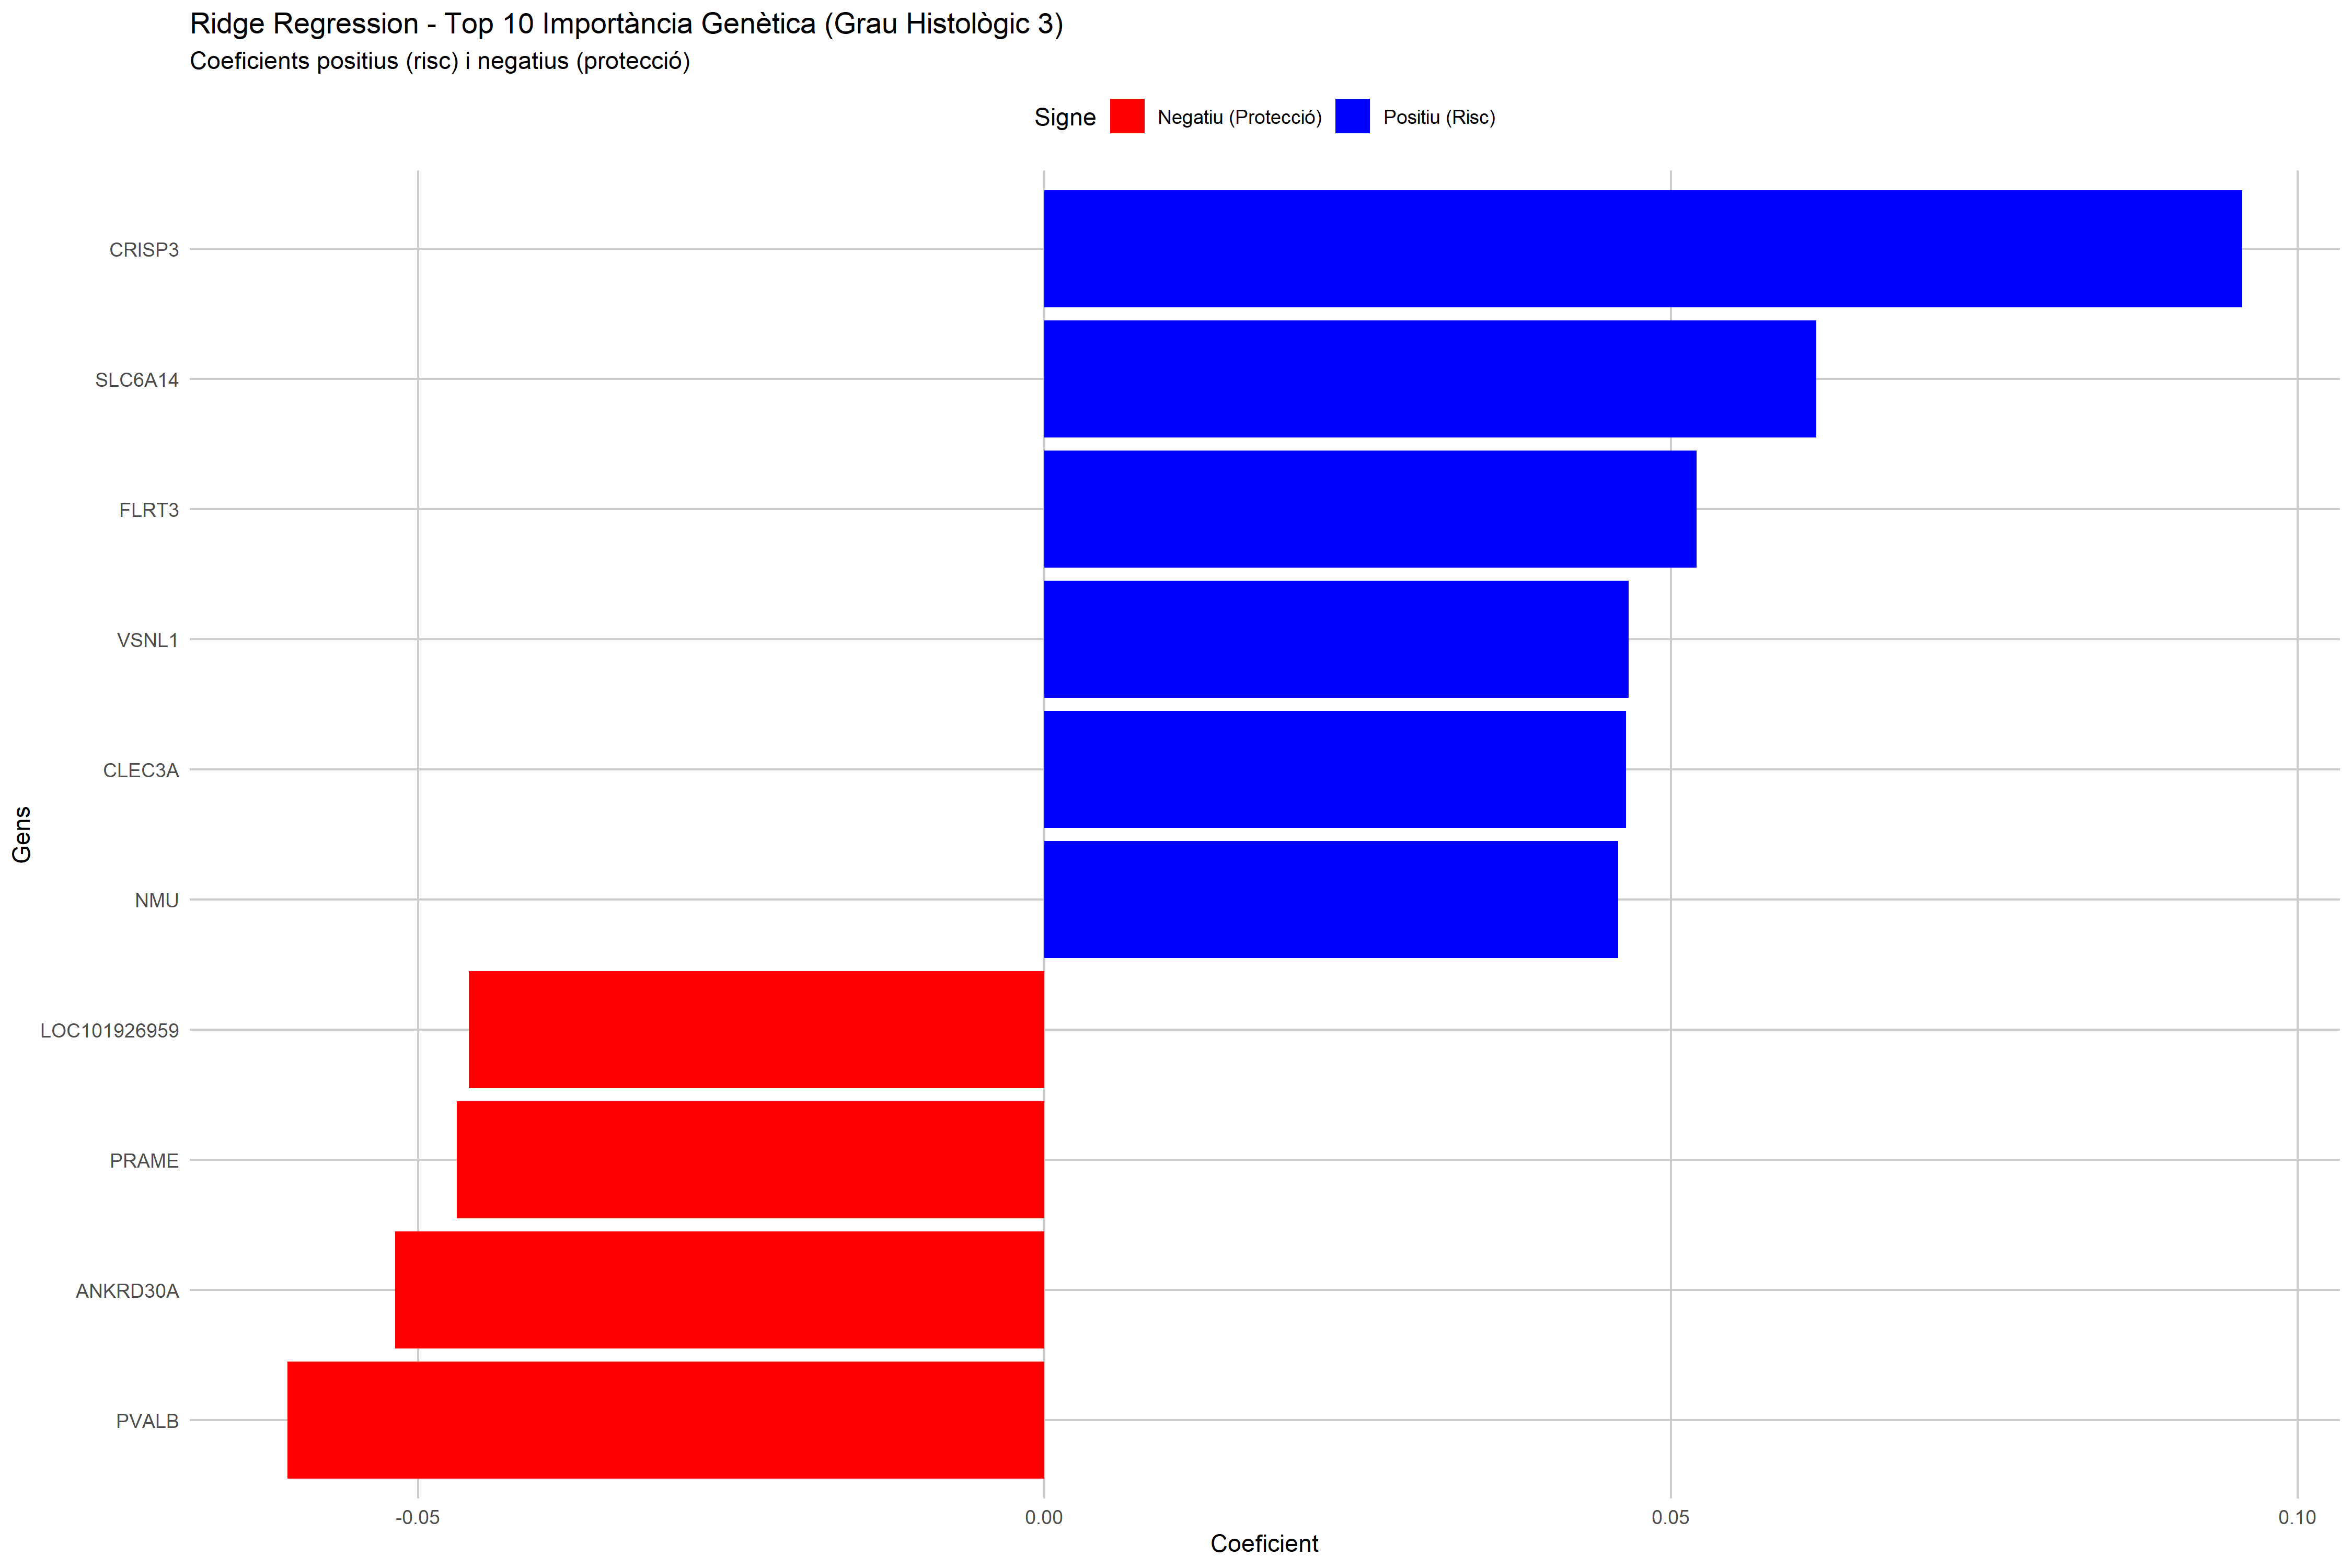 Ridge Regression - Top 10 Importància Genètica (Grau Histològic 3)
Coeficients positius (risc) i negatius (protecció)
Signe Negatiu (Protecció) Positiu (Risc)
CRISP3
SLC6A14
FLRT3
VSNL1
CLEC3A
NMU
LOC101926959
PRAME
ANKRD30A
PVALB
Gens
-0.05 0.00 0.05 0.10
Coeficient